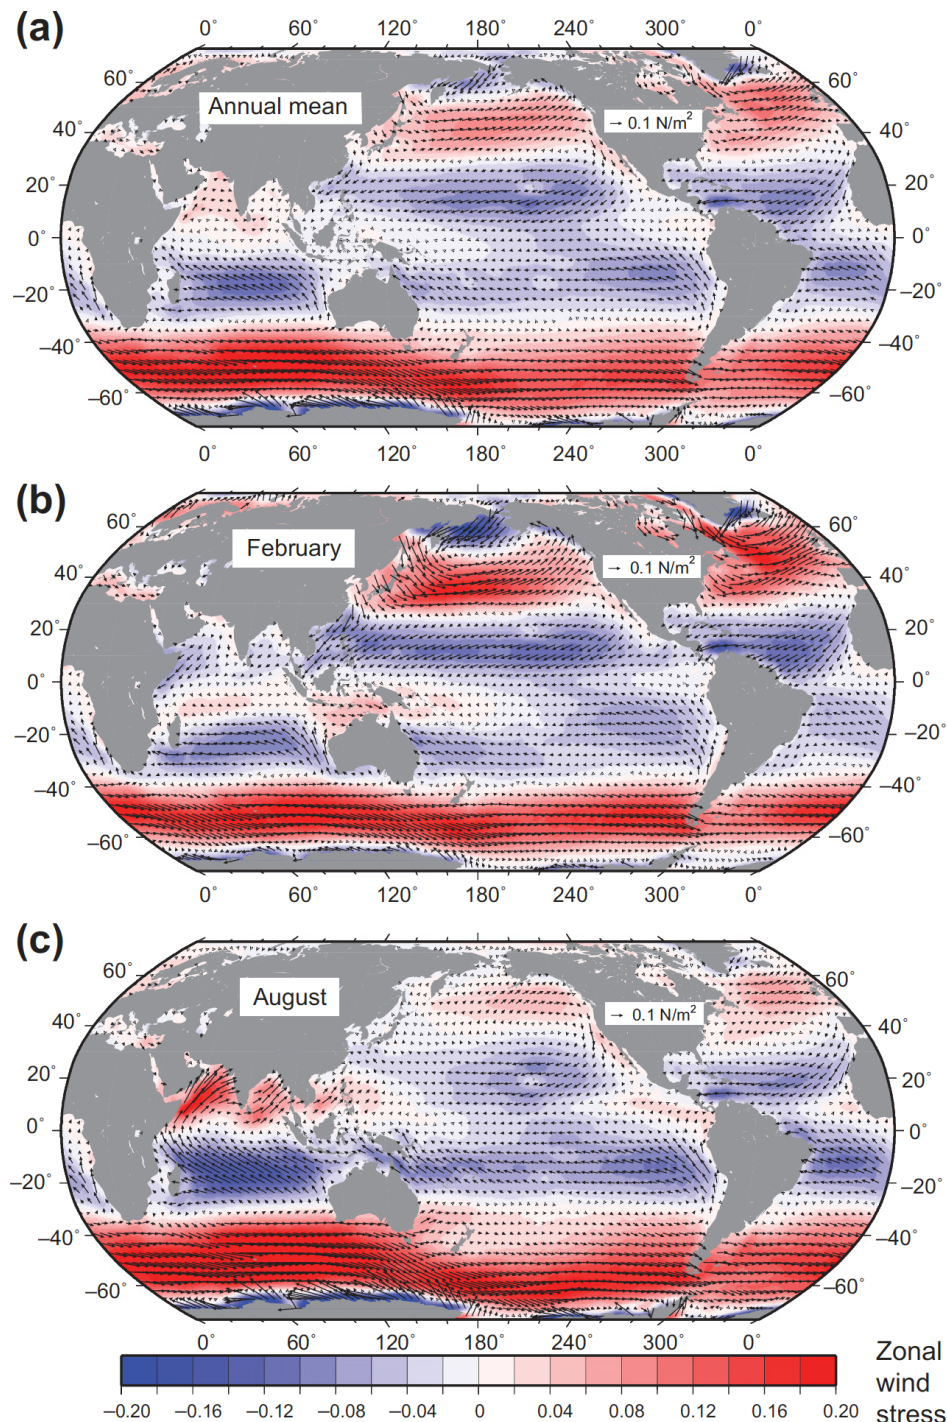 (a)
0° 60° 120° 180° 240° 300° 0°
60° 60°
Annual mean
→ 0.1 N/m²
40° 40°
20° 20°
0° 0°
−20° −20°
−40° −40°
−60° −60°
0° 60° 120° 180° 240° 300° 0°
(b)
60° 60°
February
→ 0.1 N/m²
40° 40°
20° 20°
0° 0°
−20° −20°
−40° −40°
−60° −60°
0° 60° 120° 180° 240° 300° 0°
(c)
60° 60°
August
→ 0.1 N/m²
40° 40°
20° 20°
0° 0°
−20° −20°
−40° −40°
−60° −60°
0° 60° 120° 180° 240° 300° 0°
Zonal
wind
stress
−0.20 −0.16 −0.12 −0.08 −0.04 0 0.04 0.08 0.12 0.16 0.20